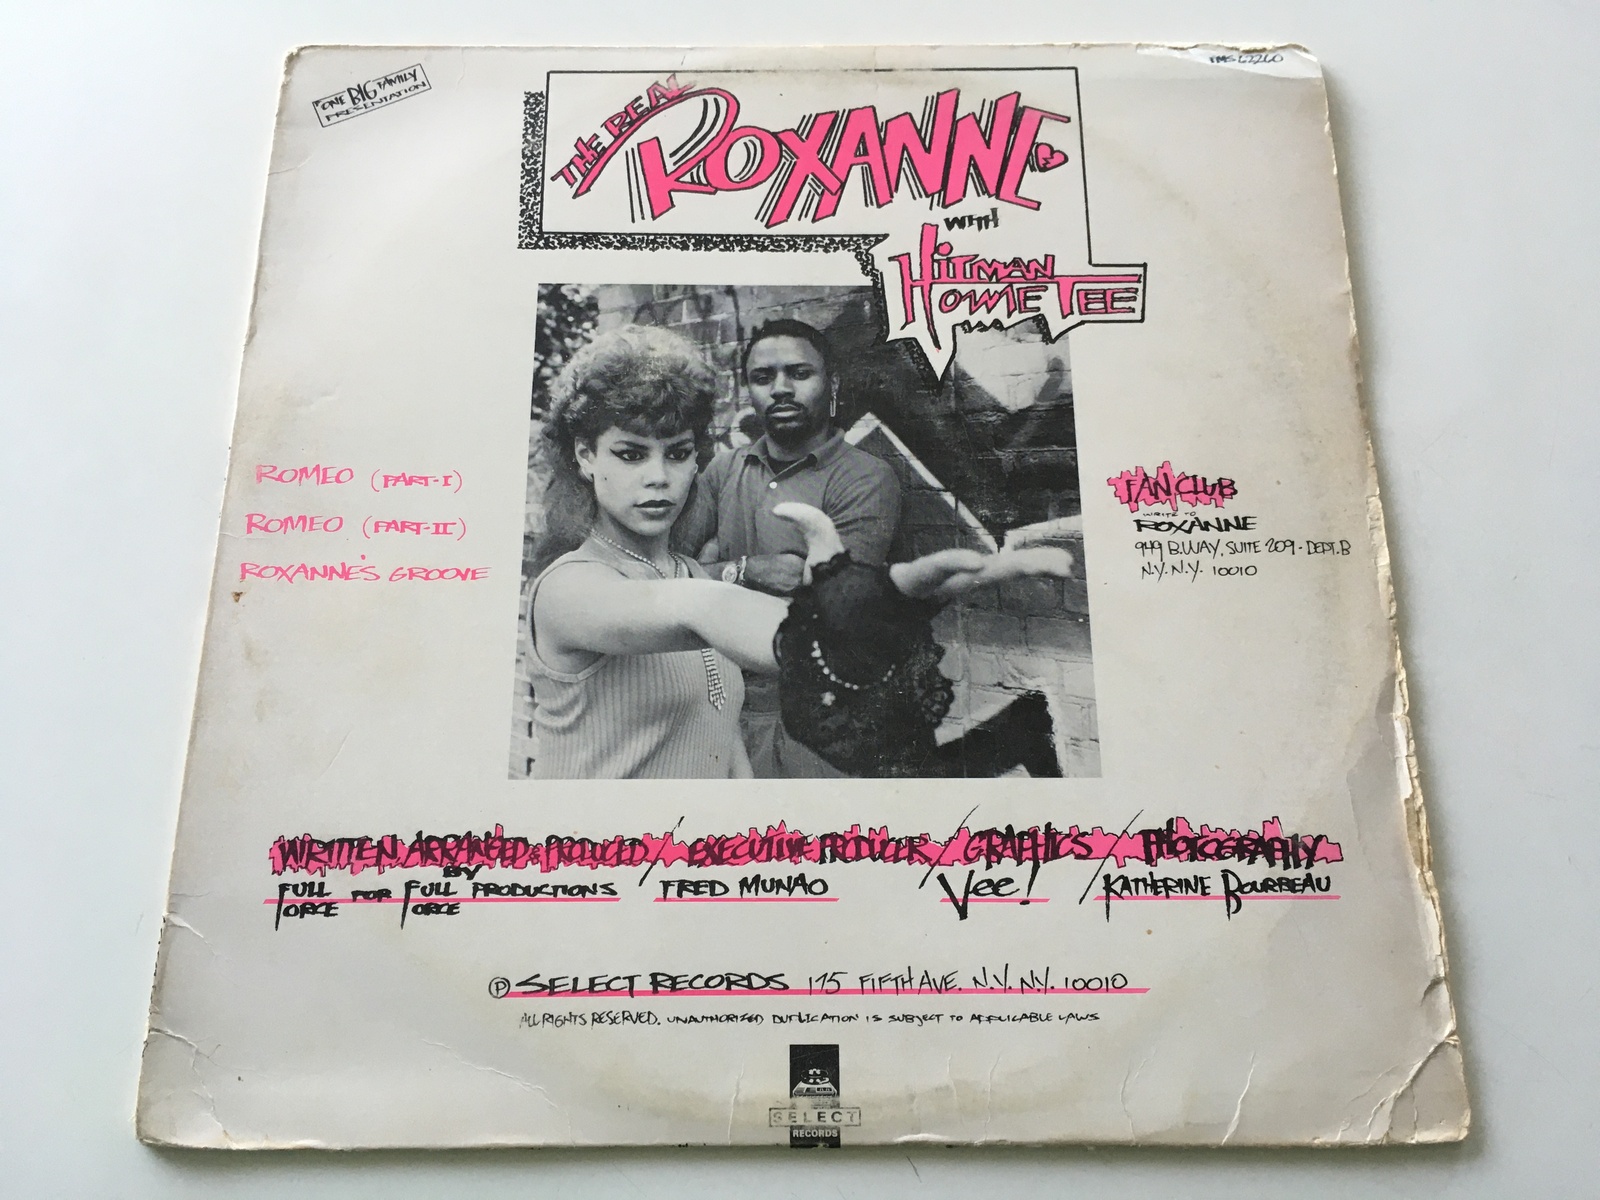 "ONE BIG FAMILY
PRESENTATION
FMS 62260
THE REAL
ROXANNE
WITH
HITMAN
HOWIE TEE
ROMEO (PART-I)
ROMEO (PART-II)
ROXANNE'S GROOVE
FAN CLUB
WRITE TO
ROXANNE
949 B.WAY, SUITE 209 - DEPT. B
N.Y. N.Y. 10010
WRITTEN ARRANGED & PRODUCED / EXECUTIVE PRODUCER / GRAPHICS / PHOTOGRAPHY
BY
FULL FORCE FOR FULL FORCE PRODUCTIONS / FRED MUNAO Vee! / KATHERINE BOURBEAU
Ⓟ SELECT RECORDS 175 FIFTH AVE. N.Y. N.Y. 10010
ALL RIGHTS RESERVED. UNAUTHORIZED DUPLICATION IS SUBJECT TO APPLICABLE LAWS
SELECT
RECORDS